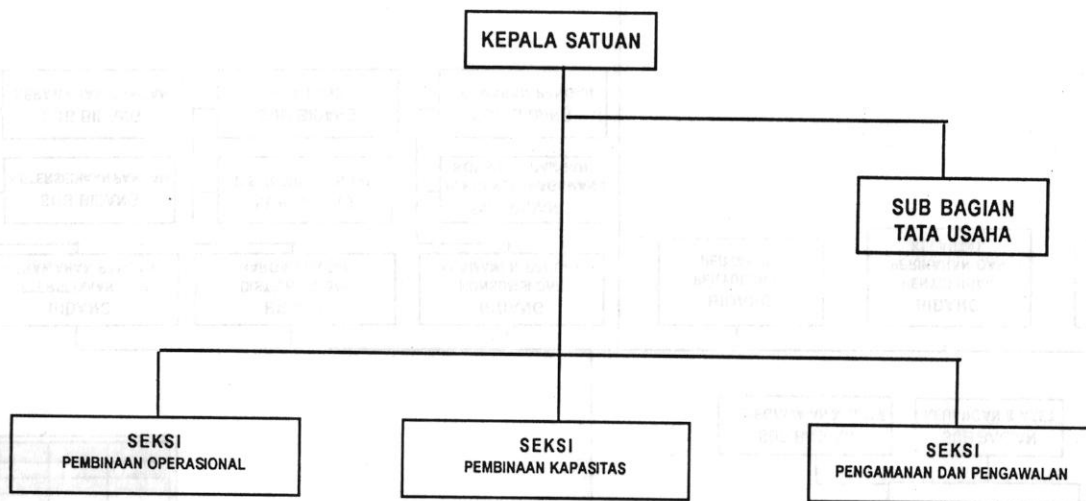 KEPALA SATUAN
SUB BAGIAN
TATA USAHA
SEKSI
PEMBINAAN OPERASIONAL
SEKSI
PEMBINAAN KAPASITAS
SEKSI
PENGAMANAN DAN PENGAWALAN